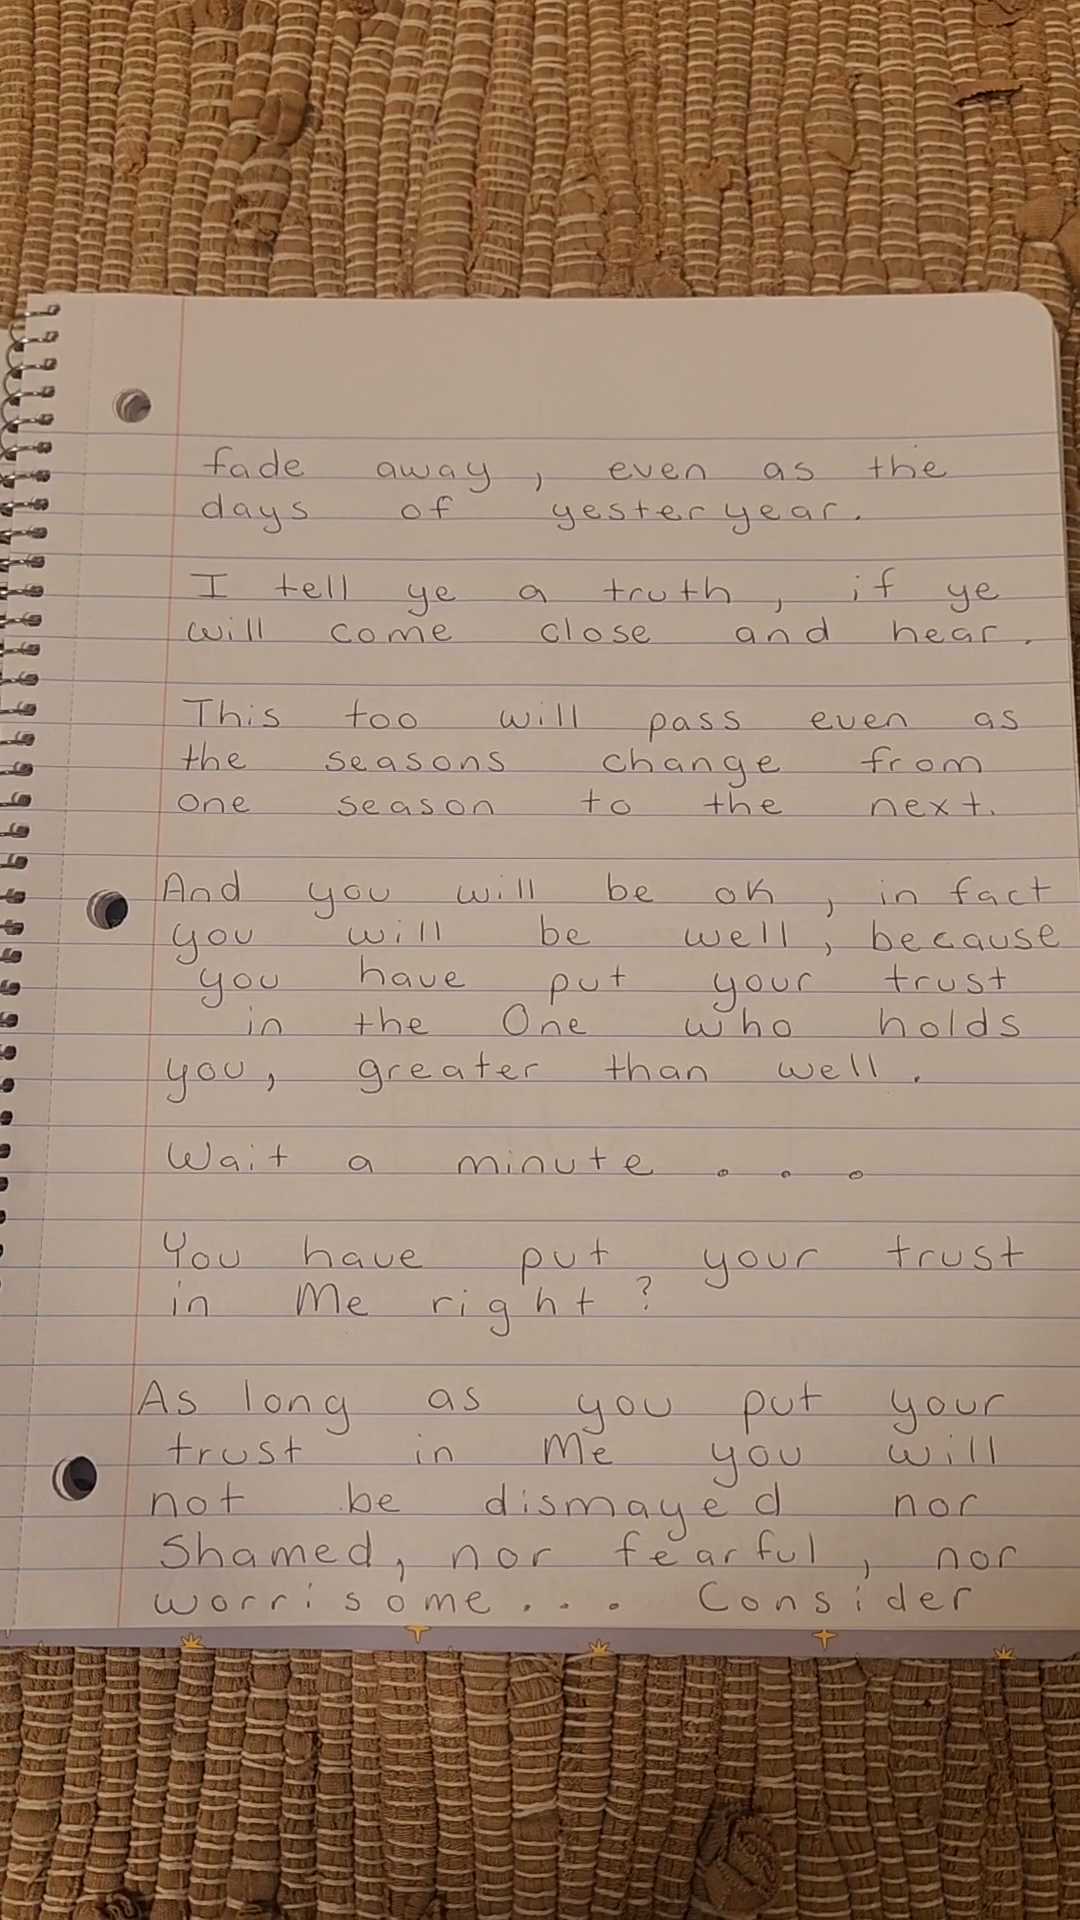 fade away, even as the
days of yesteryear.
I tell ye a truth, if ye
will come close and hear.
This too will pass even as
the seasons change from
one season to the next.
And you will be ok, in fact
you will be well, because
you have put your trust
in the One who holds
you, greater than well.
Wait a minute...
You have put your trust
in Me right?
As long as you put your
trust in Me you will
not be dismayed nor
shamed, nor fearful, nor
worrisome... Consider